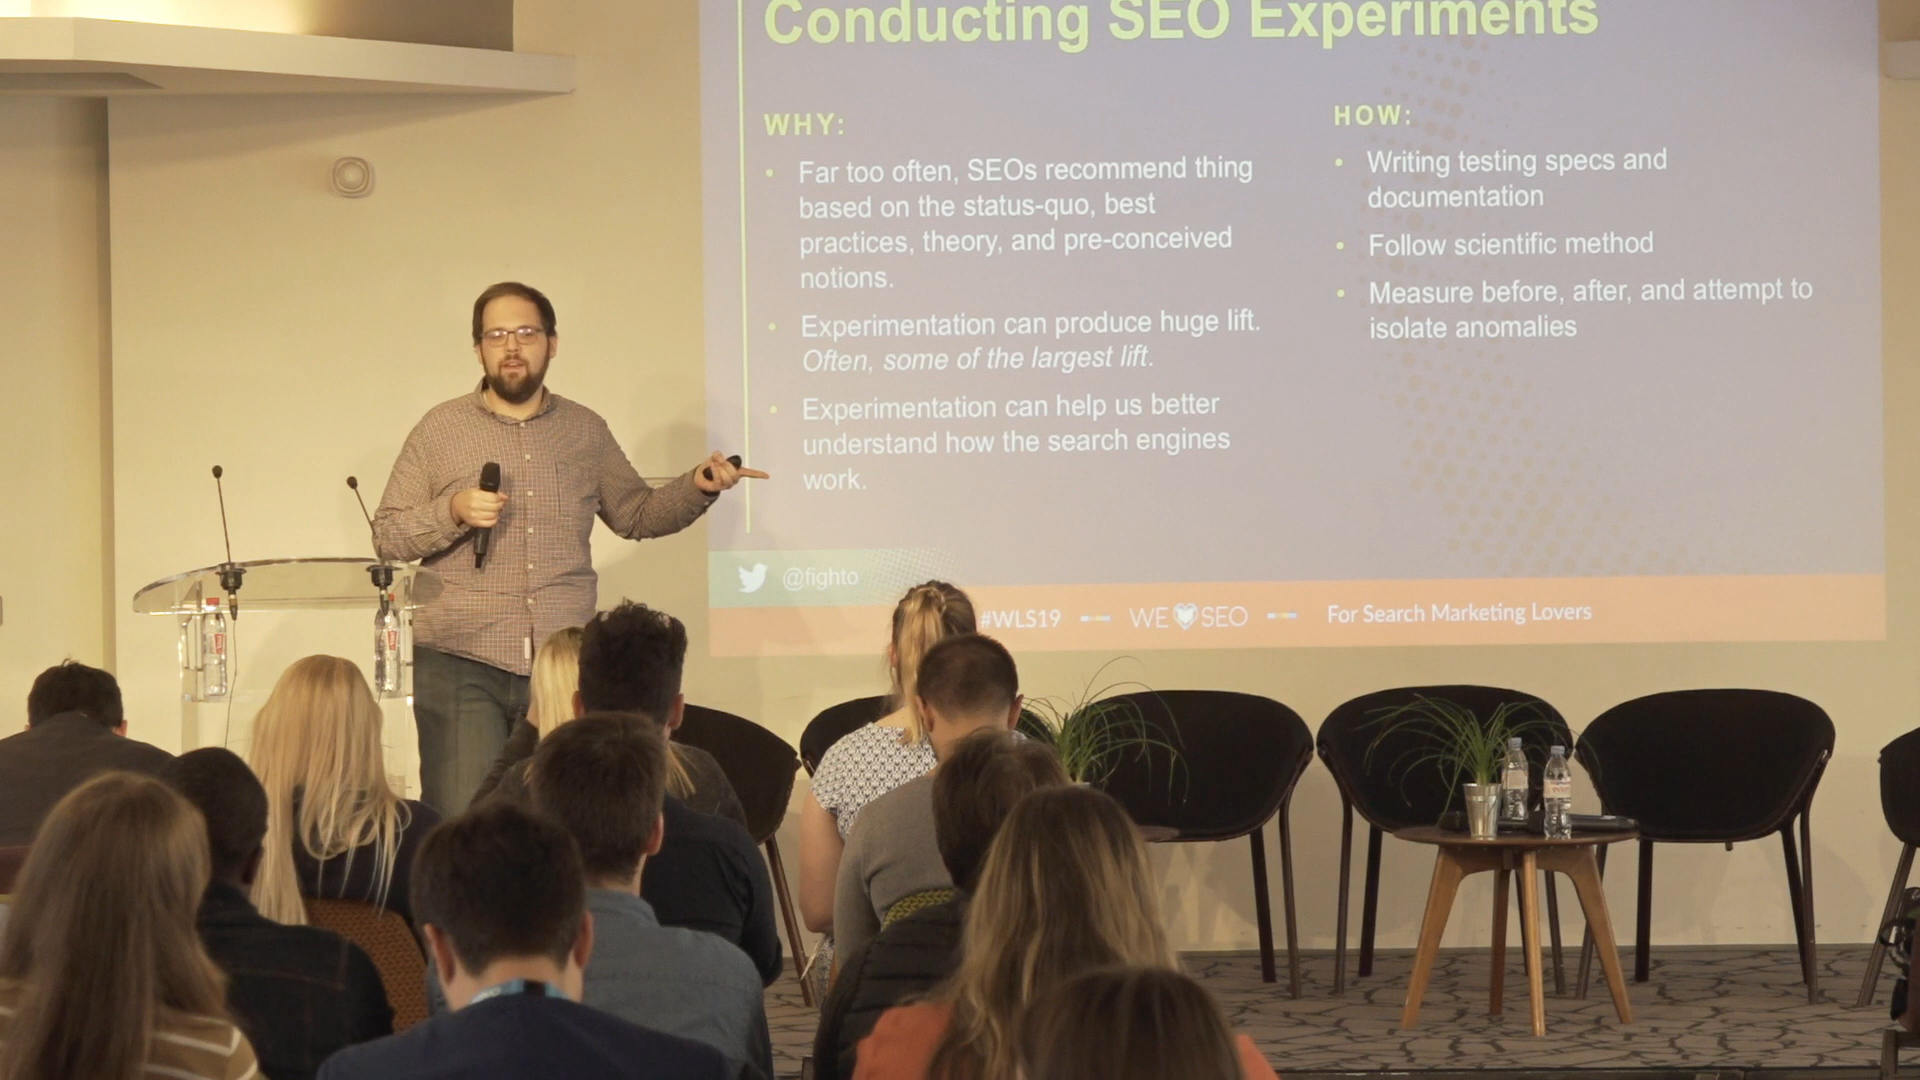 Conducting SEO Experiments
WHY:
• Far too often, SEOs recommend thing
based on the status-quo, best
practices, theory, and pre-conceived
notions.
• Experimentation can produce huge lift.
Often, some of the largest lift.
• Experimentation can help us better
understand how the search engines
work.
HOW:
• Writing testing specs and
documentation
• Follow scientific method
• Measure before, after, and attempt to
isolate anomalies
@fighto
#WLS19 WE SEO For Search Marketing Lovers